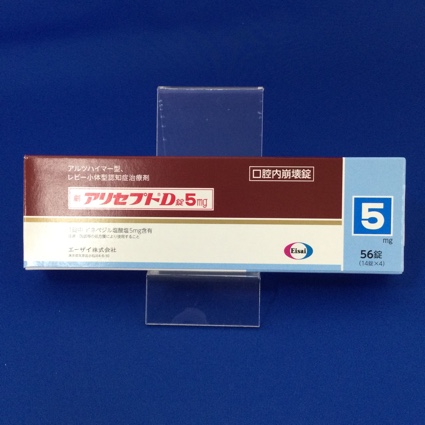 アルツハイマー型、
レビー小体型認知症治療剤
口腔内崩壊錠
アリセプトD錠5mg
ドネペジル塩酸塩5mg含有
エーザイ株式会社
Eisai
5
mg
56錠
(14錠×4)